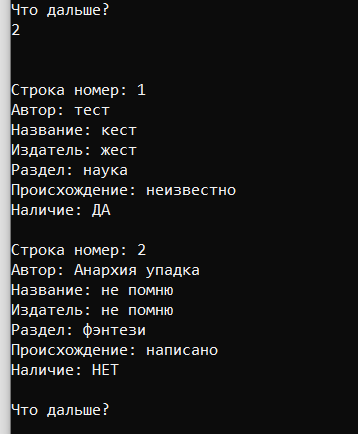 Что дальше?
2
Строка номер: 1
Автор: тест
Название: кест
Издатель: жест
Раздел: наука
Происхождение: неизвестно
Наличие: ДА
Строка номер: 2
Автор: Анархия упадка
Название: не помню
Издатель: не помню
Раздел: фэнтези
Происхождение: написано
Наличие: НЕТ
Что дальше?